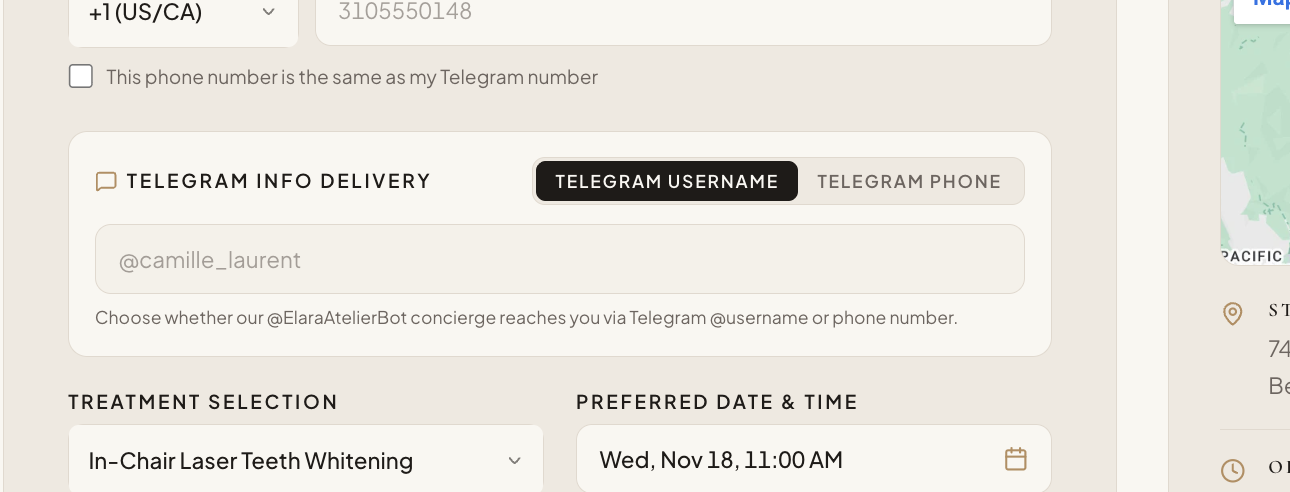 +1 (US/CA)
3105550148
This phone number is the same as my Telegram number
TELEGRAM INFO DELIVERY
TELEGRAM USERNAME
TELEGRAM PHONE
@camille_laurent
Choose whether our @ElaraAtelierBot concierge reaches you via Telegram @username or phone number.
TREATMENT SELECTION
PREFERRED DATE & TIME
In-Chair Laser Teeth Whitening
Wed, Nov 18, 11:00 AM
PACIFIC
74